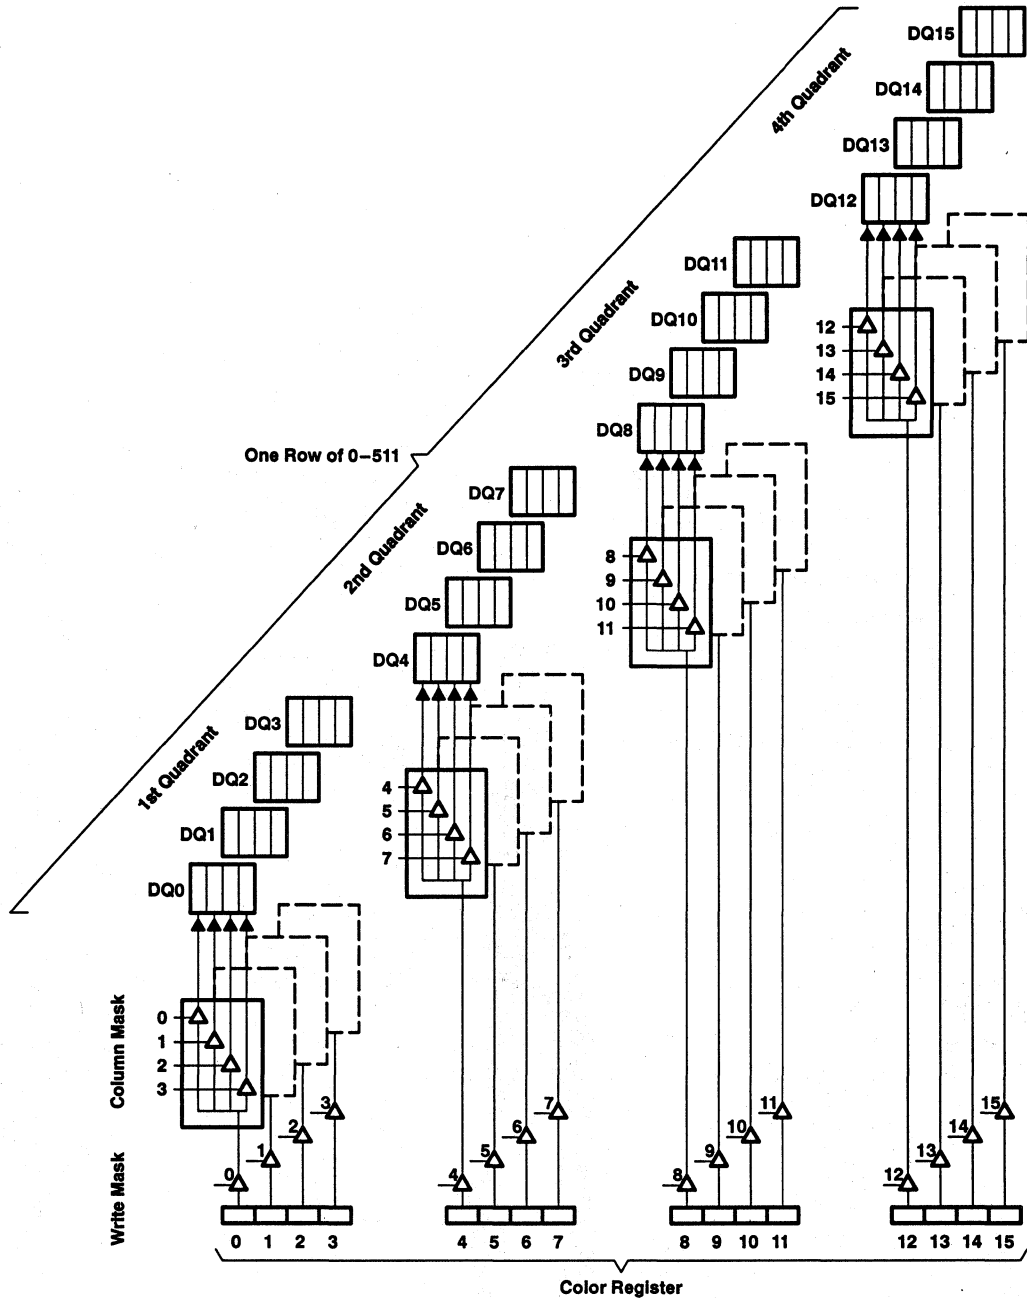 DQ15
DQ14
4th Quadrant
DQ13
DQ12
DQ11
DQ10
3rd Quadrant
DQ9
DQ8
12
13
14
15
One Row of 0–511
DQ7
DQ6
2nd Quadrant
DQ5
DQ4
8
9
10
11
DQ3
DQ2
1st Quadrant
DQ1
DQ0
4
5
6
7
Column Mask
0
1
2
3
Write Mask
3
2
1
0
7
6
5
4
11
10
9
8
15
14
13
12
0 1 2 3 4 5 6 7 8 9 10 11 12 13 14 15
Color Register